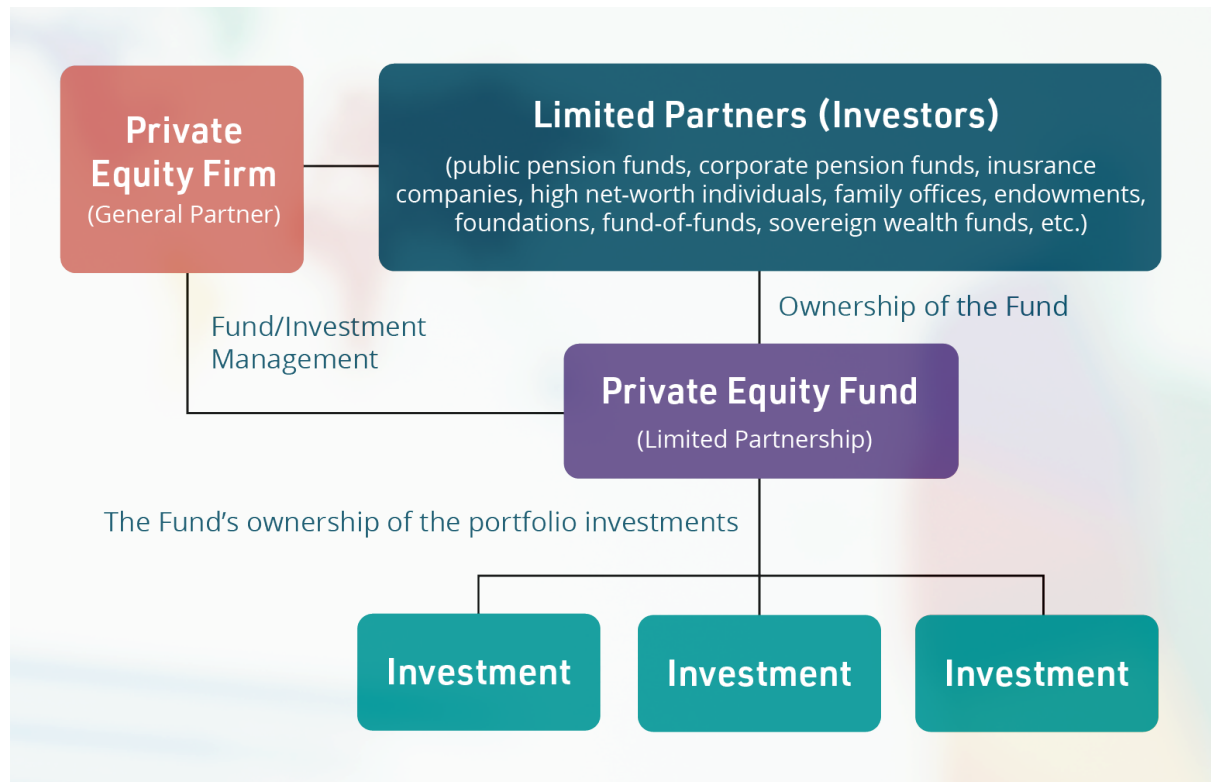 Private
Equity Firm
(General Partner)
Limited Partners (Investors)
(public pension funds, corporate pension funds, inusrance
companies, high net-worth individuals, family offices, endowments,
foundations, fund-of-funds, sovereign wealth funds, etc.)
Fund/Investment
Management
Ownership of the Fund
Private Equity Fund
(Limited Partnership)
The Fund’s ownership of the portfolio investments
Investment
Investment
Investment